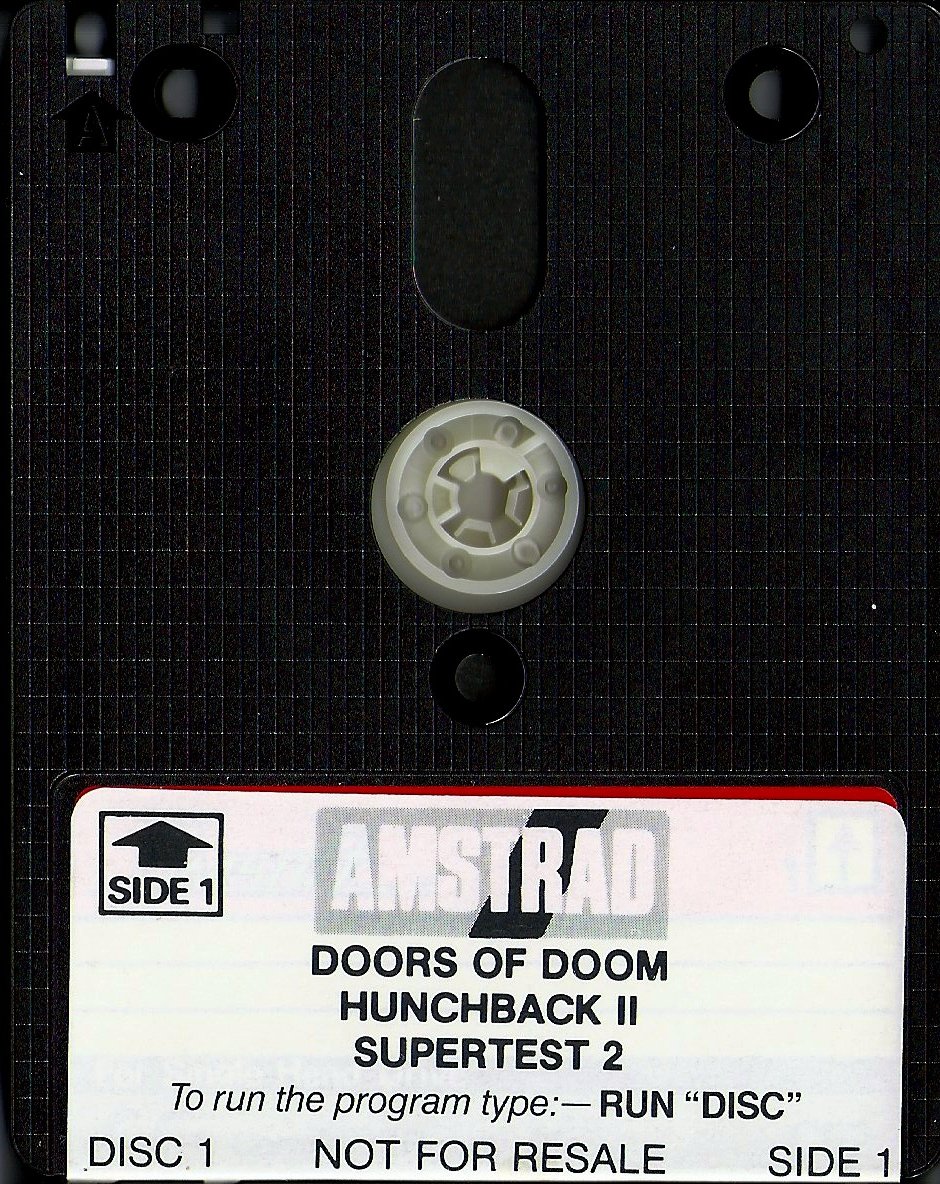 A
SIDE 1
AMSTRAD
DOORS OF DOOM
HUNCHBACK II
SUPERTEST 2
To run the program type:— RUN “DISC”
DISC 1 NOT FOR RESALE SIDE 1